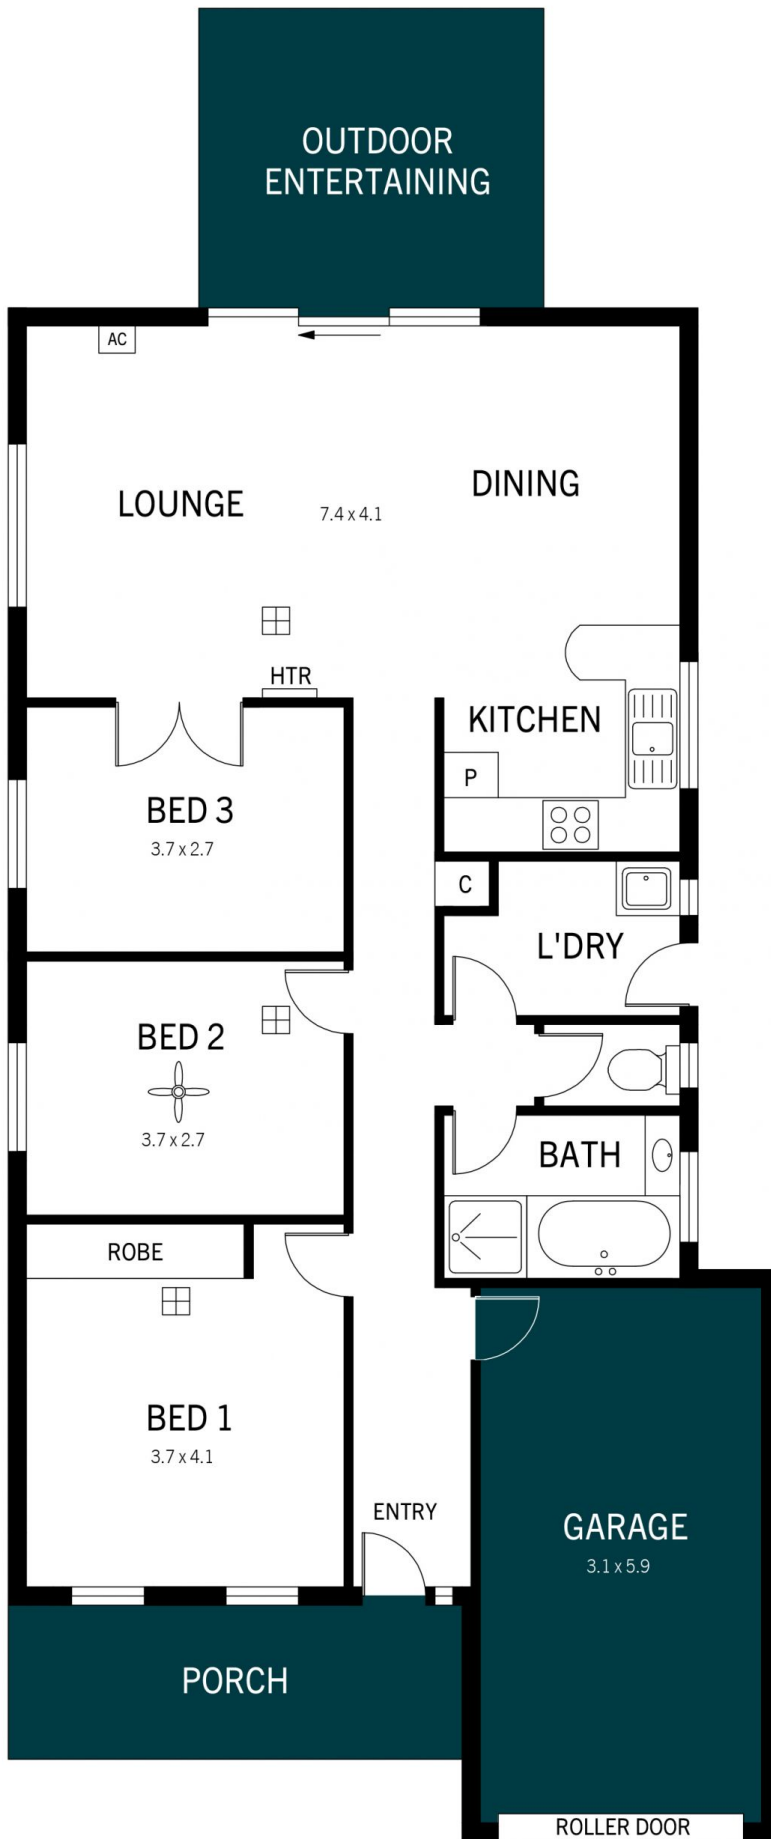 OUTDOOR
ENTERTAINING
AC
LOUNGE
7.4 x 4.1
DINING
HTR
KITCHEN
P
BED 3
3.7 x 2.7
C
L'DRY
BED 2
3.7 x 2.7
BATH
ROBE
BED 1
3.7 x 4.1
ENTRY
GARAGE
3.1 x 5.9
PORCH
ROLLER DOOR